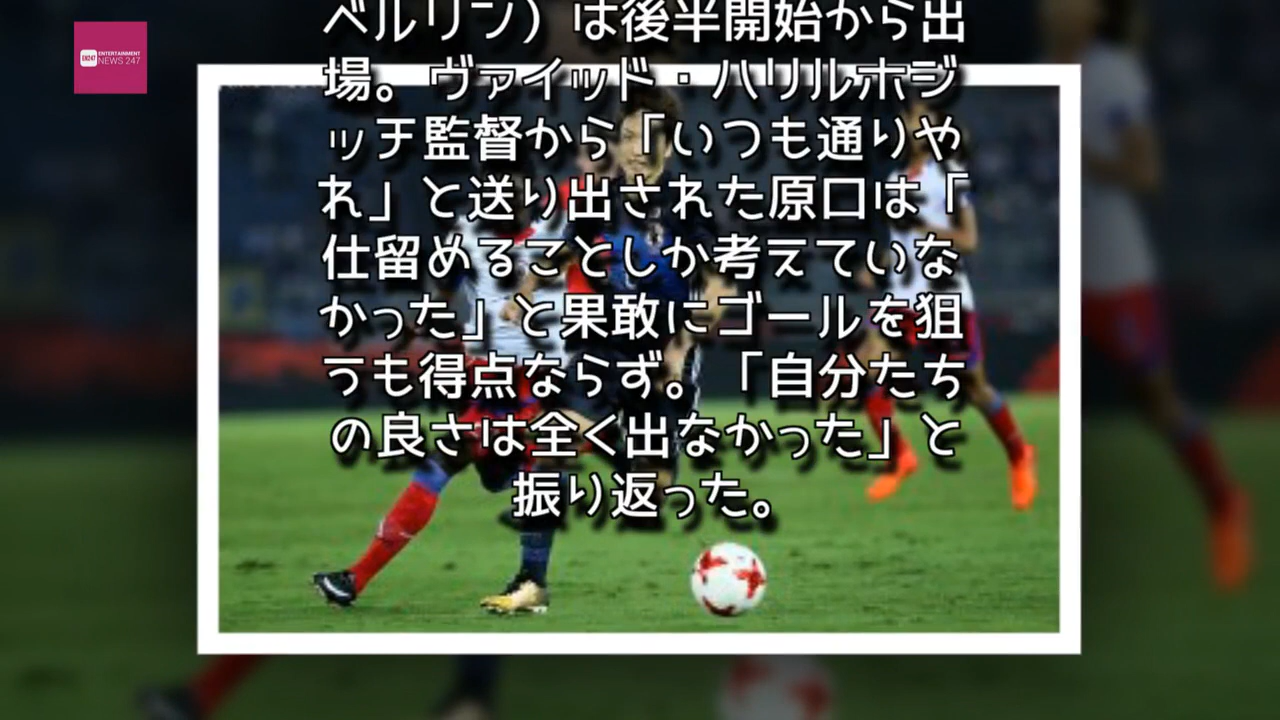 EN247
ENTERTAINMENT
NEWS 247
ベルリン）は後半開始から出
場。ヴァイッド・ハリルホジ
ッチ監督から「いつも通りや
れ」と送り出された原口は「
仕留めることしか考えていな
かった」と果敢にゴールを狙
うも得点ならず。「自分たち
の良さは全く出なかった」と
振り返った。